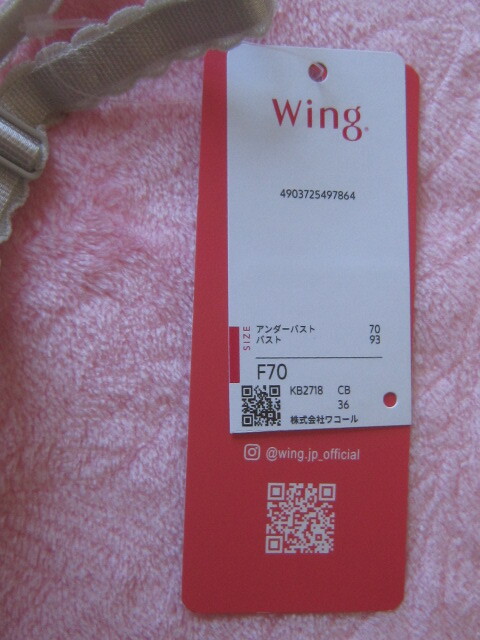 Wing
4903725497864
SIZE
アンダーバスト 70
バスト 93
F70
KB2718 CB
36
株式会社ワコール
@wing.jp_official